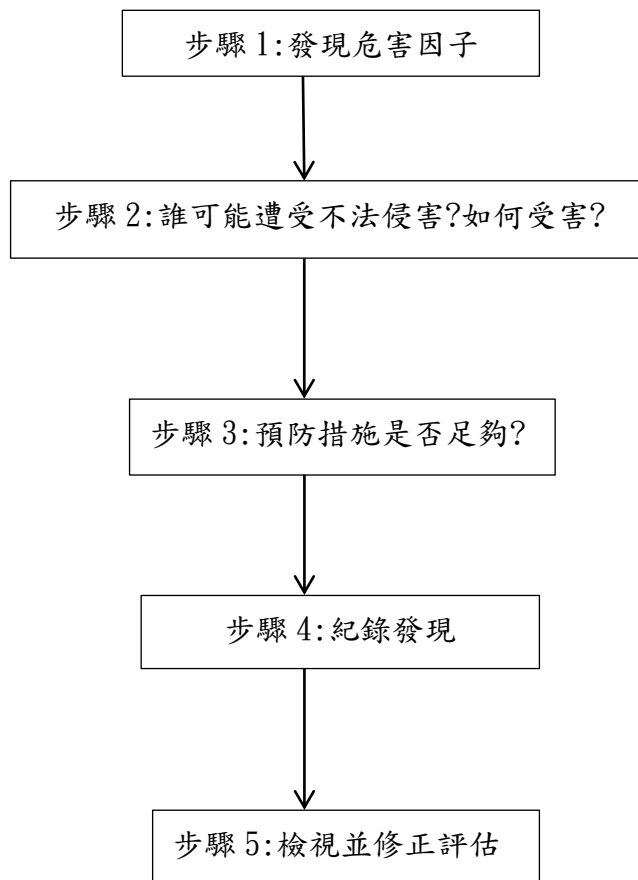 步驟 1:發現危害因子
步驟 2:誰可能遭受不法侵害?如何受害?
步驟 3:預防措施是否足夠?
步驟 4:紀錄發現
步驟 5:檢視並修正評估